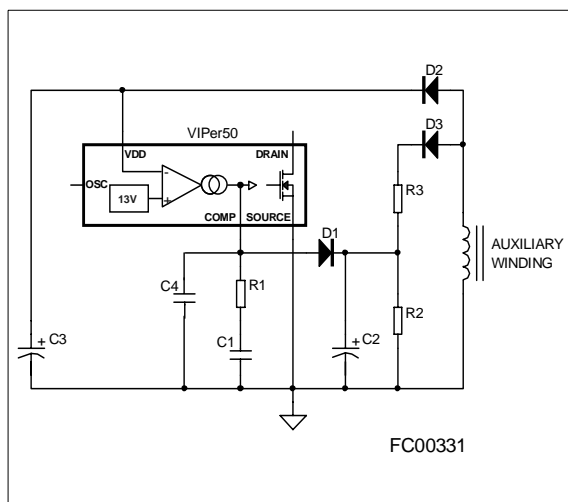 D2
VIPer50
D3
VDD
DRAIN
-
OSC
13V
+
R3
COMP
SOURCE
D1
AUXILIARY
WINDING
C4
R1
R2
+
C3
C1
+
C2
FC00331